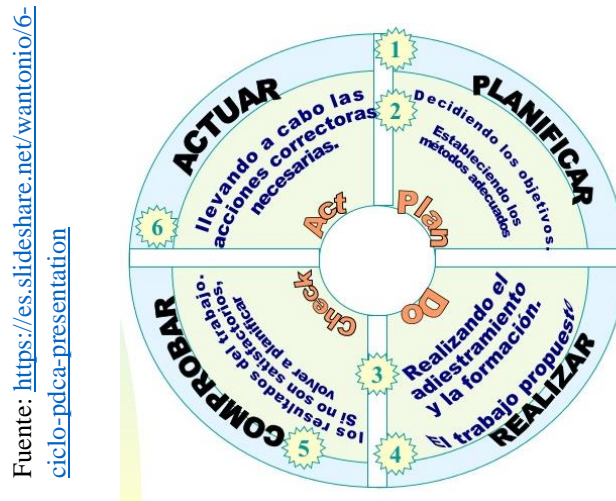 Fuente: https://es.slideshare.net/wantonio/6-
ciclo-pdca-presentation
1
PLANIFICAR
2
Decidiendo los objetivos.
Estableciendo los
métodos adecuados
Plan
Do
3
Realizando el
adiestramiento
y la formación.
4
El trabajo propuesto
REALIZAR
Check
5
los resultados del trabajo.
Si no son satisfactorios,
volver a planificar
COMPROBAR
Act
6
llevando a cabo las
acciones correctoras
necesarias.
ACTUAR